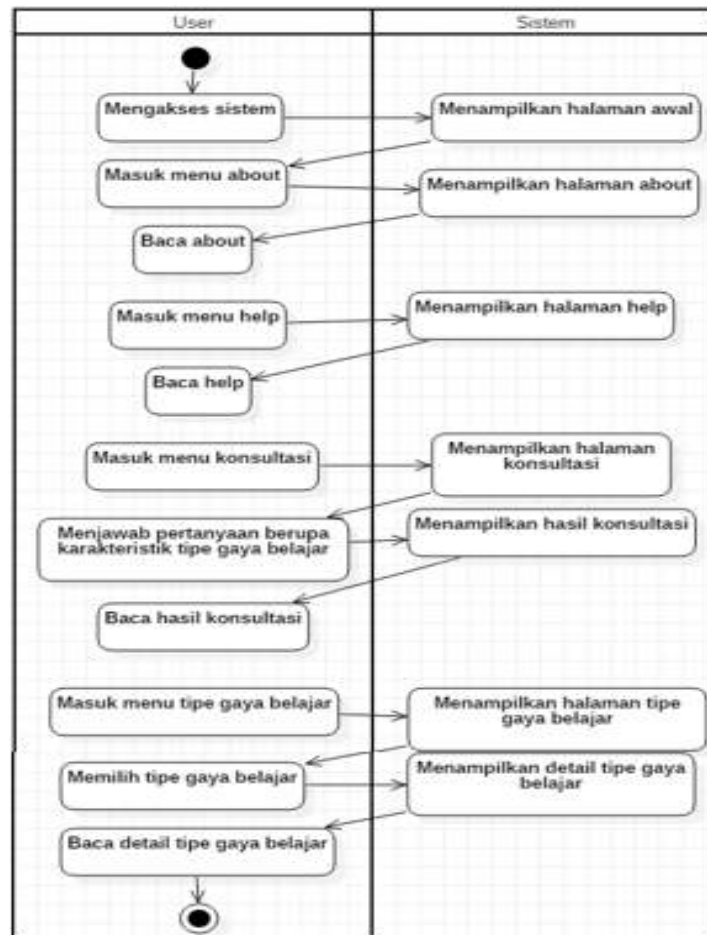 User
Sistem
Mengakses sistem
Menampilkan halaman awal
Masuk menu about
Menampilkan halaman about
Baca about
Masuk menu help
Menampilkan halaman help
Baca help
Masuk menu konsultasi
Menampilkan halaman
konsultasi
Menjawab pertanyaan berupa
karakteristik tipe gaya belajar
Menampilkan hasil konsultasi
Baca hasil konsultasi
Masuk menu tipe gaya belajar
Menampilkan halaman tipe
gaya belajar
Memilih tipe gaya belajar
Menampilkan detail tipe gaya
belajar
Baca detail tipe gaya belajar